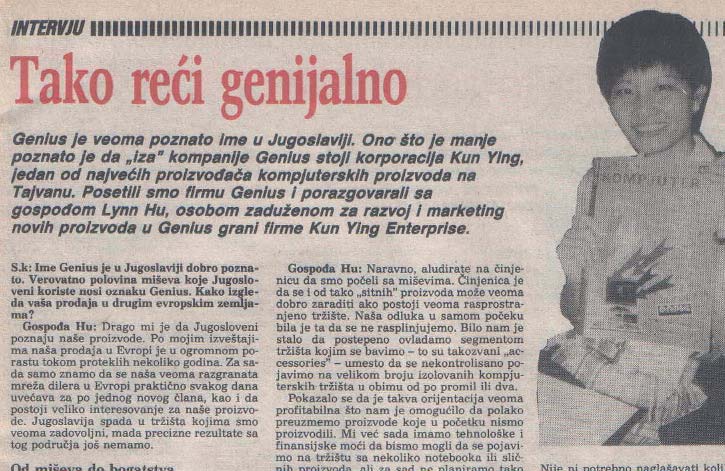 INTERVJU
Tako reći genijalno
Genius je veoma poznato ime u Jugoslaviji. Ono što je manje
poznato je da „iza” kompanije Genius stoji korporacija Kun Ying,
jedan od najvećih proizvođača kompjuterskih proizvoda na
Tajvanu. Posetili smo firmu Genius i porazgovarali sa
gospođom Lynn Hu, osobom zaduženom za razvoj i marketing
novih proizvoda u Genius grani firme Kun Ying Enterprise.
S.k: Ime Genius je u Jugoslaviji dobro pozna-
to. Verovatno polovina miševa koje Jugoslo-
veni koriste nosi oznaku Genius. Kako izgle-
da vaša prodaja u drugim evropskim zemlja-
ma?
Gospođa Hu: Drago mi je da Jugosloveni
poznaju naše proizvode. Po mojim izveštaji-
ma naša prodaja u Evropi je u ogromnom po-
rastu tokom proteklih nekoliko godina. Za sa-
da samo znamo da se naša veoma razgranata
mreža dilera u Evropi praktično svakog dana
uvećava za po jednog novog člana, kao i da
postoji veliko interesovanje za naše proizvo-
de. Jugoslavija spada u tržišta kojima smo
veoma zadovoljni, mada precizne rezultate sa
tog područja još nemamo.
Od miševa do bogatstva
Gospođa Hu: Naravno, aludirate na činje-
nicu da smo počeli sa miševima. Činjenica je
da se i od tako „sitnih” proizvoda može veoma
dobro zaraditi ako postoji veoma rasprostra-
njeno tržište. Naša odluka u samom početku
bila je ta da se ne rasplinjujemo. Bilo nam je
stalo da postepeno ovladamo segmentom
tržišta kojim se bavimo – to su takozvani „ac-
cessories” – umesto da se nekontrolisano po-
javimo na velikom broju izolovanih kompju-
terskih tržišta u obimu od po promil ili dva.
Pokazalo se da je takva orijentacija veoma
profitabilna što nam je omogućilo da polako
preuzmemo proizvode koje u početku nismo
proizvodili. Mi već sada imamo tehnološke i
finansijske moći da bismo mogli da se pojavi-
mo na tržištu sa nekoliko notebooka ili slič-
nih proizvoda, ali za sad ne planiramo tako
KOMPJUTER
Nije ni potrebno naglašavati koli